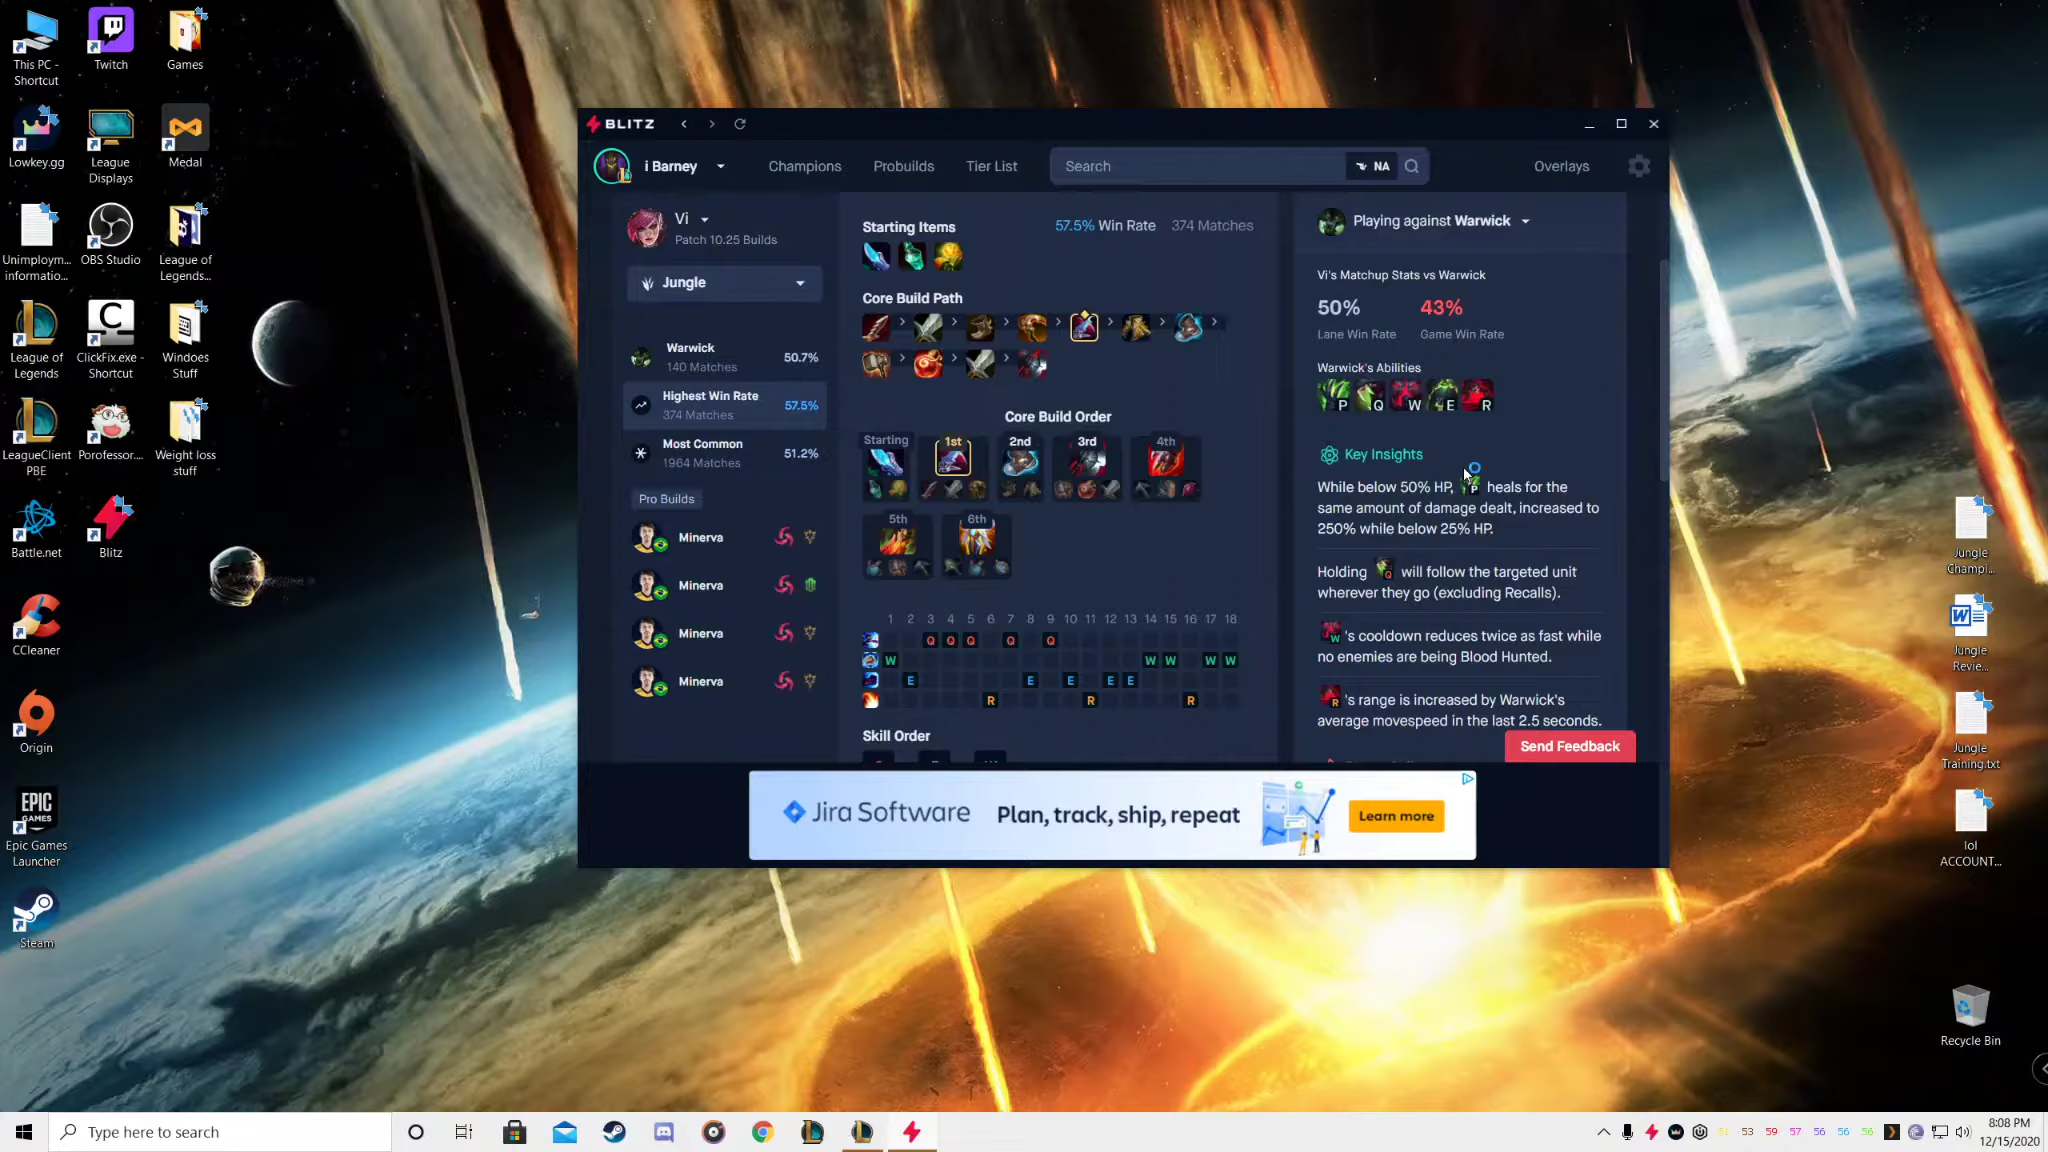 This PC -
Shortcut
Twitch
Games
Lowkey.gg
League
Displays
Medal
Unimploym...
informatio...
OBS Studio
League of
Legends...
League of
Legends
ClickFix.exe -
Shortcut
Windoes
Stuff
LeagueClient
PBE
Porofessor....
Weight loss
stuff
Battle.net
Blitz
CCleaner
Origin
EPIC
GAMES
Epic Games
Launcher
Steam
BLITZ
i Barney
Champions
Probuilds
Tier List
Search
NA
Overlays
Vi
Patch 10.25 Builds
Jungle
Warwick
140 Matches
50.7%
Highest Win Rate
374 Matches
57.5%
Most Common
1964 Matches
51.2%
Pro Builds
Minerva
Minerva
Minerva
Minerva
Starting Items
57.5% Win Rate
374 Matches
Core Build Path
Core Build Order
Starting
1st
2nd
3rd
4th
5th
6th
1 2 3 4 5 6 7 8 9 10 11 12 13 14 15 16 17 18
Q Q Q Q Q
W W W W W
E E E E E
R R R
Skill Order
Playing against Warwick
Vi's Matchup Stats vs Warwick
50%
43%
Lane Win Rate
Game Win Rate
Warwick's Abilities
P Q W E R
Key Insights
While below 50% HP, P heals for the
same amount of damage dealt, increased to
250% while below 25% HP.
Holding Q will follow the targeted unit
wherever they go (excluding Recalls).
W 's cooldown reduces twice as fast while
no enemies are being Blood Hunted.
R 's range is increased by Warwick's
average movespeed in the last 2.5 seconds.
Send Feedback
Jira Software
Plan, track, ship, repeat
Learn more
Jungle
Champi...
Jungle
Revie...
Jungle
Training.txt
lol
ACCOUNT...
Recycle Bin
Type here to search
53 59 57 56 56 56
8:08 PM
12/15/2020